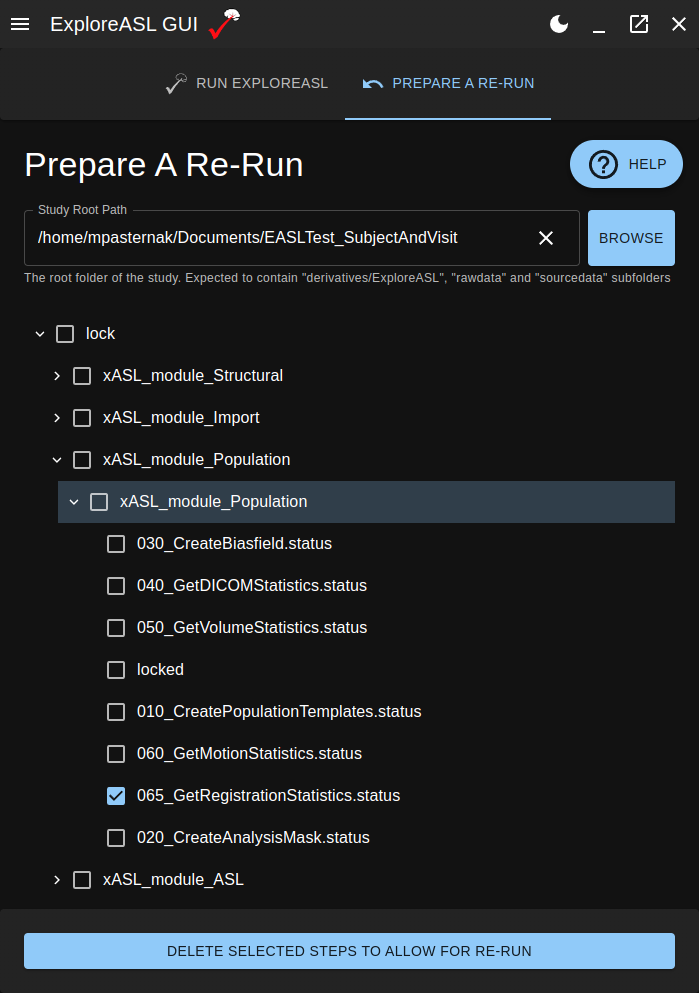 ExploreASL GUI
RUN EXPLOREASL
PREPARE A RE-RUN
Prepare A Re-Run
HELP
Study Root Path
/home/mpasternak/Documents/EASLTest_SubjectAndVisit
BROWSE
The root folder of the study. Expected to contain "derivatives/ExploreASL", "rawdata" and "sourcedata" subfolders
lock
xASL_module_Structural
xASL_module_Import
xASL_module_Population
xASL_module_Population
030_CreateBiasfield.status
040_GetDICOMStatistics.status
050_GetVolumeStatistics.status
locked
010_CreatePopulationTemplates.status
060_GetMotionStatistics.status
065_GetRegistrationStatistics.status
020_CreateAnalysisMask.status
xASL_module_ASL
DELETE SELECTED STEPS TO ALLOW FOR RE-RUN